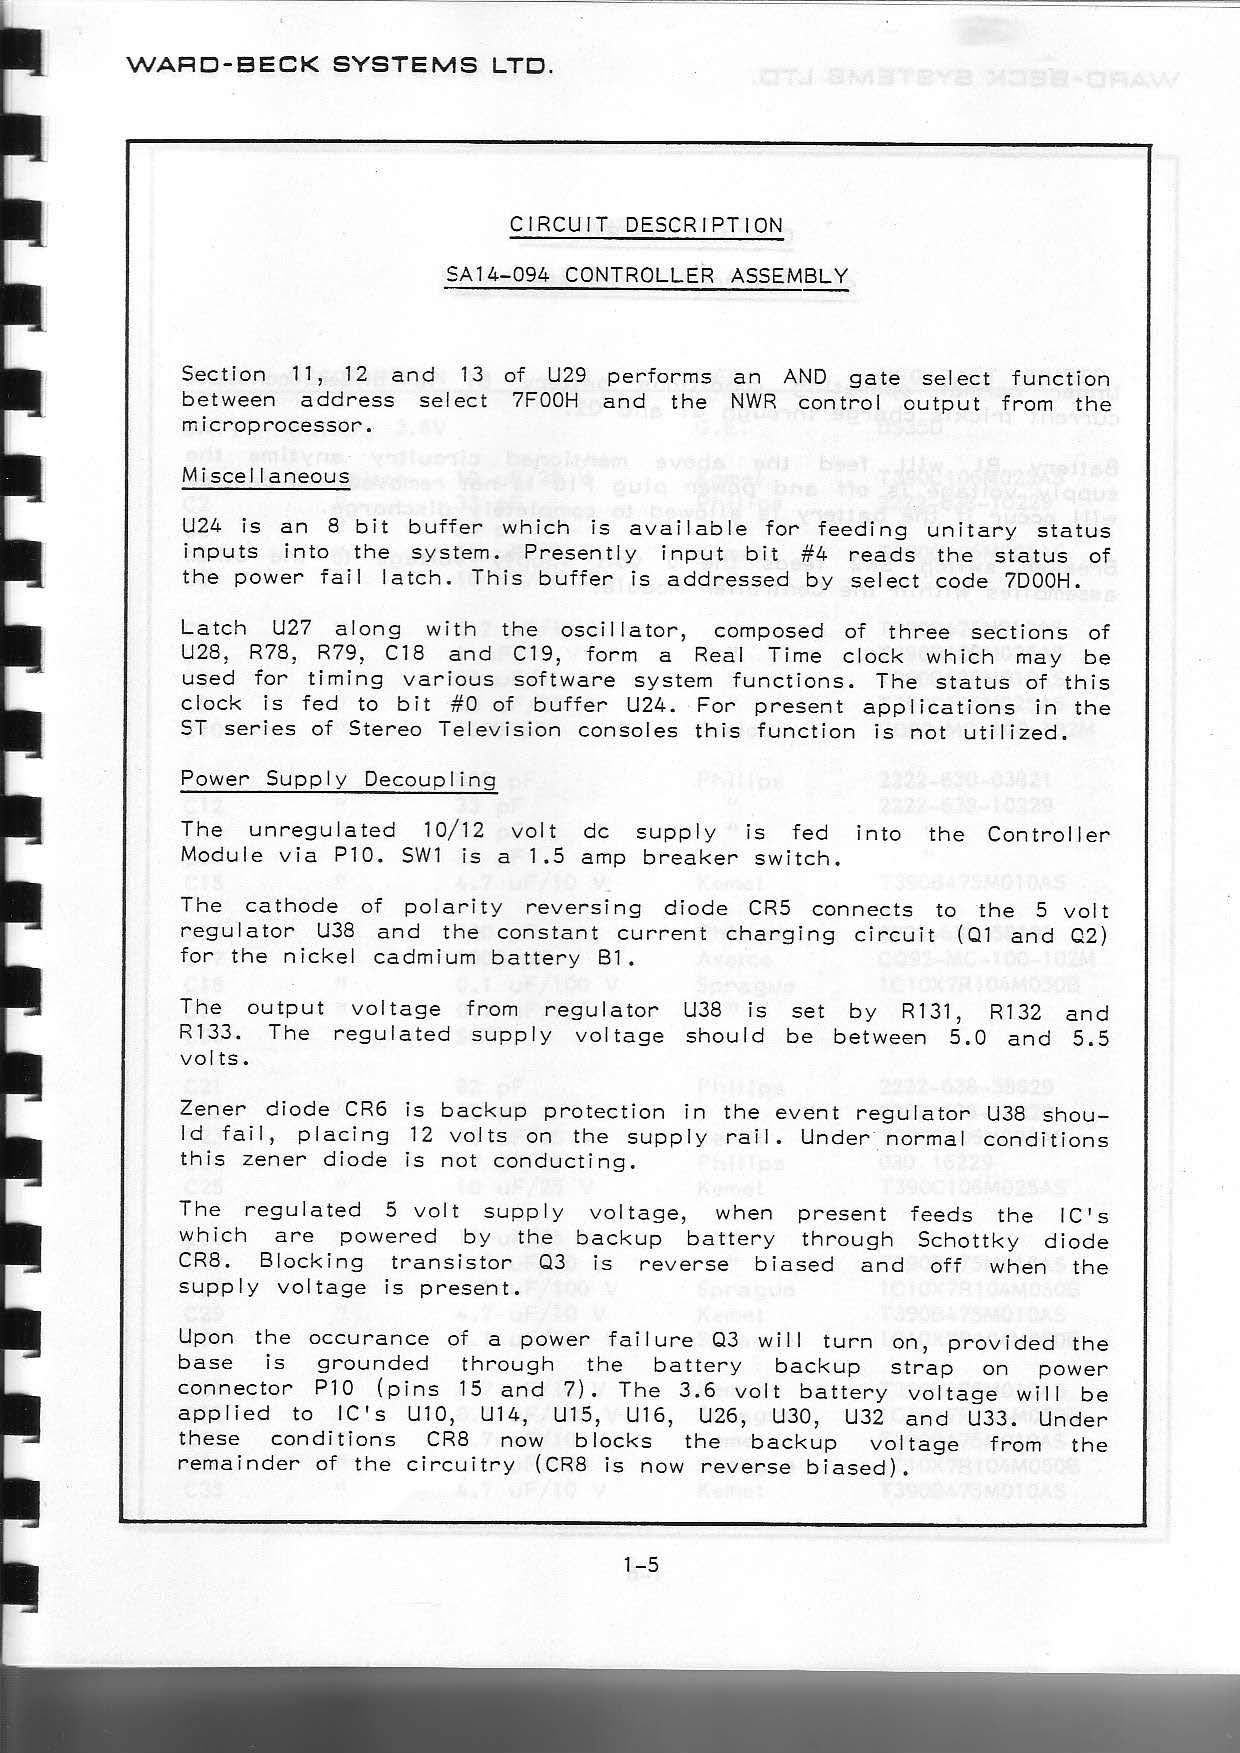 WARD-BECK SYSTEMS LTD.
CIRCUIT DESCRIPTION
SA14-094 CONTROLLER ASSEMBLY
Section 11, 12 and 13 of U29 performs an AND gate select function
between address select 7F00H and the NWR control output from the
microprocessor.
Miscellaneous
U24 is an 8 bit buffer which is available for feeding unitary status
inputs into the system. Presently input bit #4 reads the status of
the power fail latch. This buffer is addressed by select code 7D00H.
Latch U27 along with the oscillator, composed of three sections of
U28, R78, R79, C18 and C19, form a Real Time clock which may be
used for timing various software system functions. The status of this
clock is fed to bit #0 of buffer U24. For present applications in the
ST series of Stereo Television consoles this function is not utilized.
Power Supply Decoupling
The unregulated 10/12 volt dc supply is fed into the Controller
Module via P10. SW1 is a 1.5 amp breaker switch.
The cathode of polarity reversing diode CR5 connects to the 5 volt
regulator U38 and the constant current charging circuit (Q1 and Q2)
for the nickel cadmium battery B1.
The output voltage from regulator U38 is set by R131, R132 and
R133. The regulated supply voltage should be between 5.0 and 5.5
volts.
Zener diode CR6 is backup protection in the event regulator U38 shou-
ld fail, placing 12 volts on the supply rail. Under normal conditions
this zener diode is not conducting.
The regulated 5 volt supply voltage, when present feeds the IC's
which are powered by the backup battery through Schottky diode
CR8. Blocking transistor Q3 is reverse biased and off when the
supply voltage is present.
Upon the occurance of a power failure Q3 will turn on, provided the
base is grounded through the battery backup strap on power
connector P10 (pins 15 and 7). The 3.6 volt battery voltage will be
applied to IC's U10, U14, U15, U16, U26, U30, U32 and U33. Under
these conditions CR8 now blocks the backup voltage from the
remainder of the circuitry (CR8 is now reverse biased).
1-5